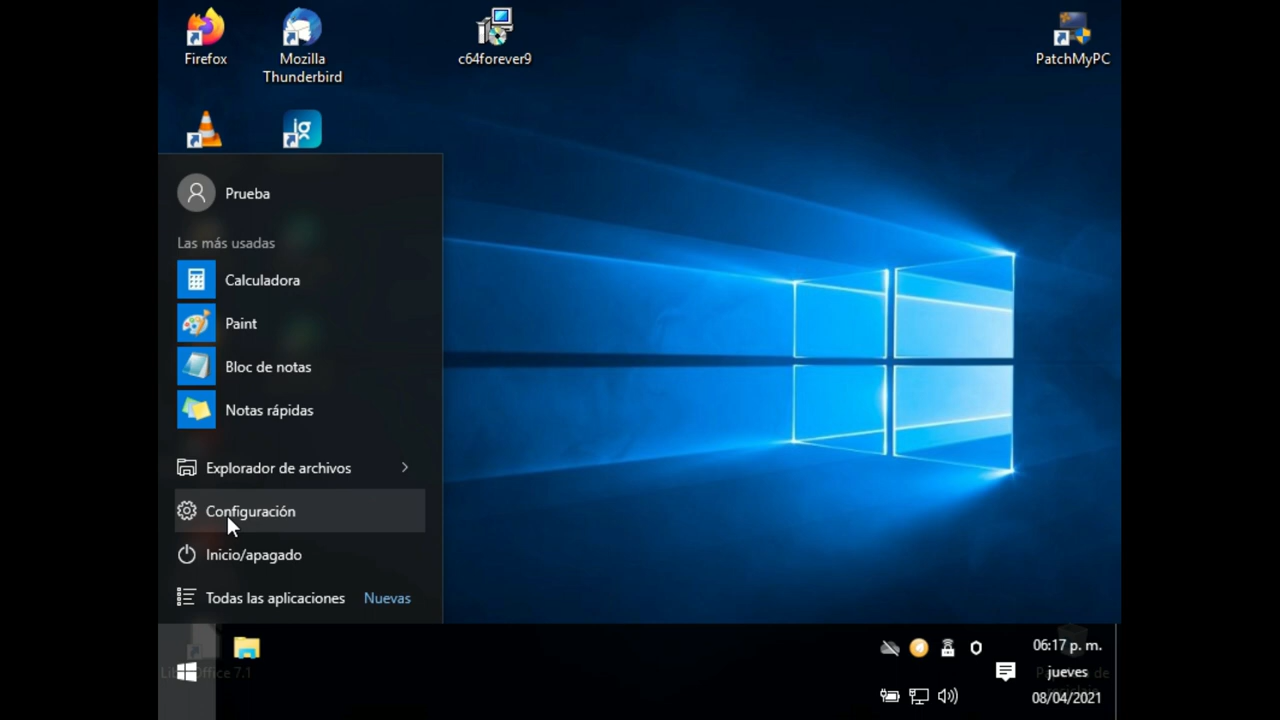 Firefox
Mozilla
Thunderbird
c64forever9
PatchMyPC
ig
Prueba
Las más usadas
Calculadora
Paint
Bloc de notas
Notas rápidas
Explorador de archivos
Configuración
Inicio/apagado
Todas las aplicaciones Nuevas
06:17 p. m.
jueves
08/04/2021